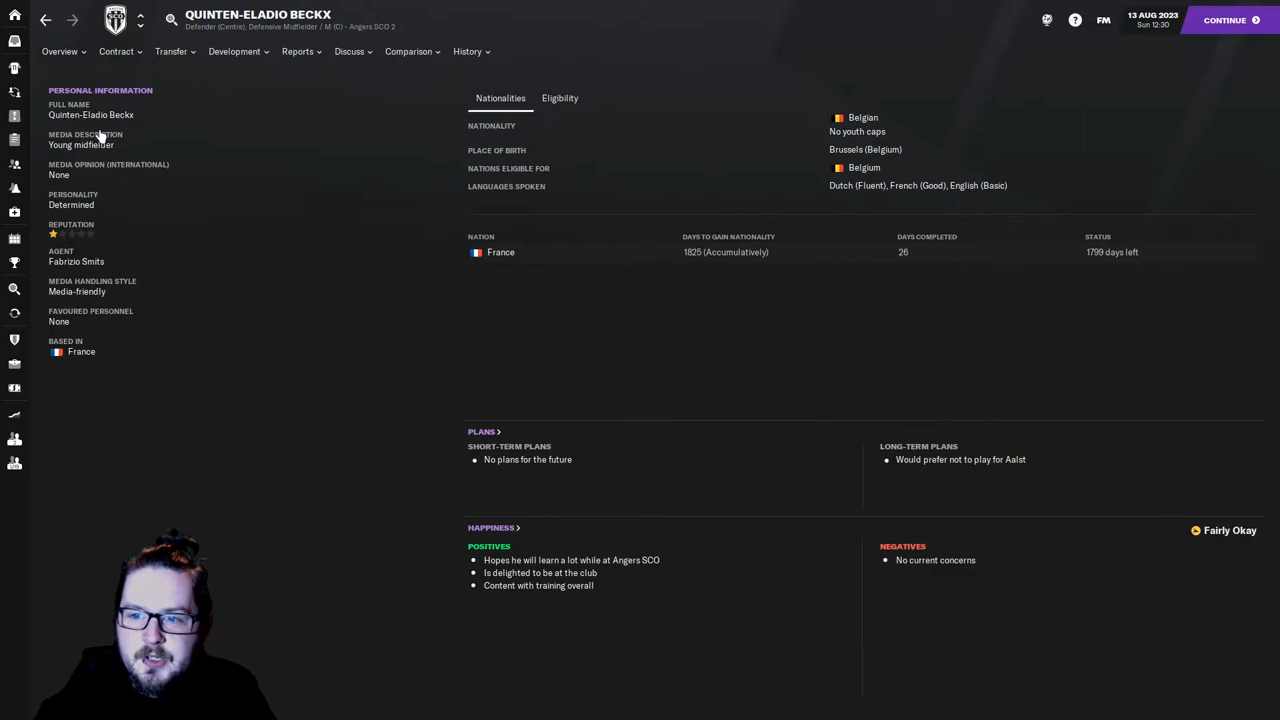 QUINTEN-ELADIO BECKX
Defender (Centre), Defensive Midfielder / M (C) - Angers SCO 2
FM
13 AUG 2023
Sun 12:30
CONTINUE
Overview
Contract
Transfer
Development
Reports
Discuss
Comparison
History
PERSONAL INFORMATION
FULL NAME
Quinten-Eladio Beckx
MEDIA DESCRIPTION
Young midfielder
MEDIA OPINION (INTERNATIONAL)
None
PERSONALITY
Determined
REPUTATION
AGENT
Fabrizio Smits
MEDIA HANDLING STYLE
Media-friendly
FAVOURED PERSONNEL
None
BASED IN
France
Nationalities
Eligibility
NATIONALITY
Belgian
No youth caps
PLACE OF BIRTH
Brussels (Belgium)
NATIONS ELIGIBLE FOR
Belgium
LANGUAGES SPOKEN
Dutch (Fluent), French (Good), English (Basic)
NATION
DAYS TO GAIN NATIONALITY
DAYS COMPLETED
STATUS
France
1825 (Accumulatively)
26
1799 days left
PLANS
SHORT-TERM PLANS
No plans for the future
LONG-TERM PLANS
Would prefer not to play for Aalst
HAPPINESS
Fairly Okay
POSITIVES
Hopes he will learn a lot while at Angers SCO
Is delighted to be at the club
Content with training overall
NEGATIVES
No current concerns